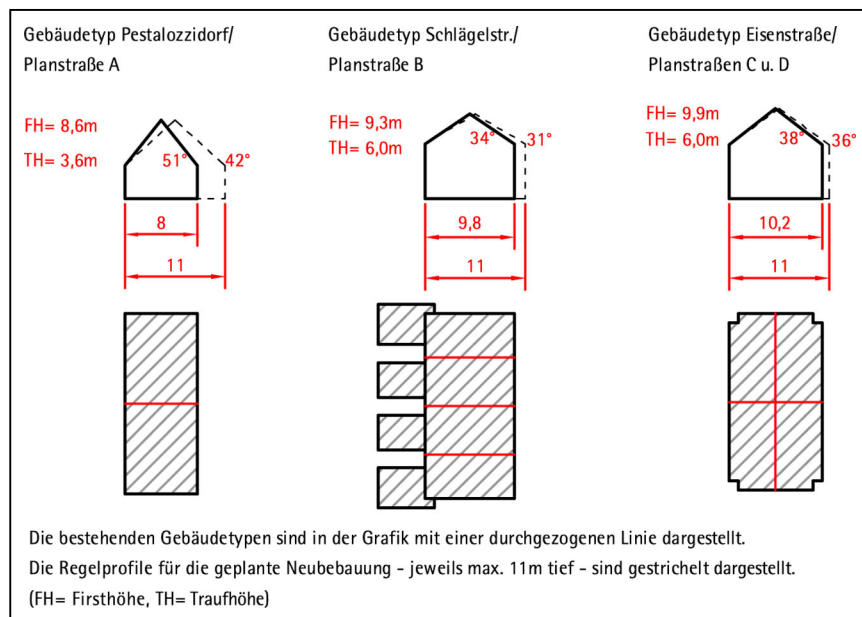 Gebäudetyp Pestalozzidorf/
Planstraße A
FH= 8,6m
TH= 3,6m
51°
42°
8
11
Gebäudetyp Schlägelstr./
Planstraße B
FH= 9,3m
TH= 6,0m
34°
31°
9,8
11
Gebäudetyp Eisenstraße/
Planstraßen C u. D
FH= 9,9m
TH= 6,0m
38°
36°
10,2
11
Die bestehenden Gebäudetypen sind in der Grafik mit einer durchgezogenen Linie dargestellt.
Die Regelprofile für die geplante Neubebauung - jeweils max. 11m tief - sind gestrichelt dargestellt.
(FH= Firsthöhe, TH= Traufhöhe)